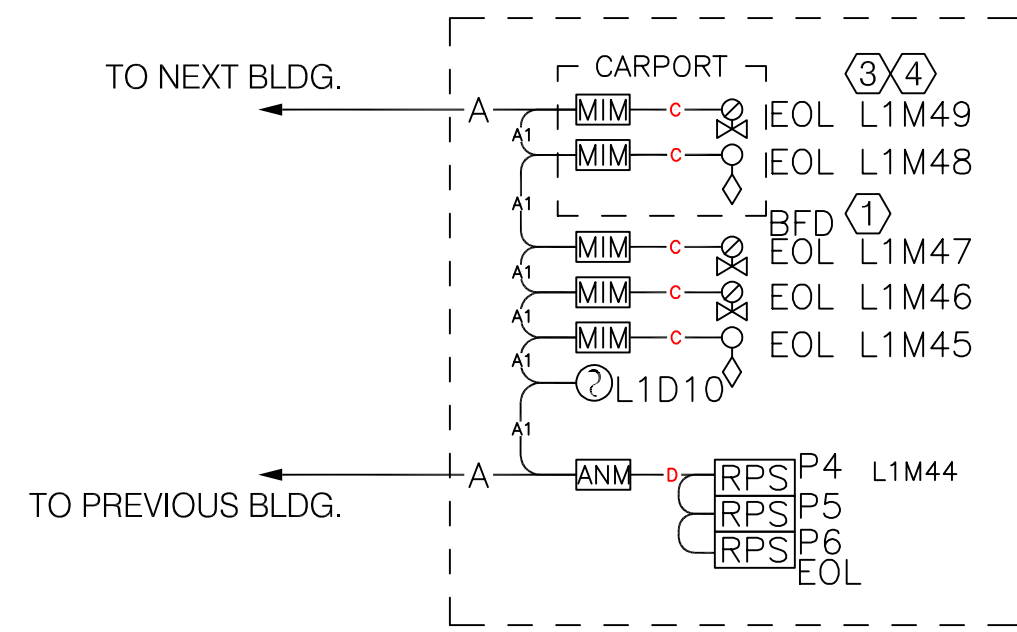 CARPORT
3 4
TO NEXT BLDG.
A MIM C EOL L1M49
A1
MIM C EOL L1M48
A1
BFD 1
MIM C EOL L1M47
A1
MIM C EOL L1M46
A1
MIM C EOL L1M45
A1
L1D10
A1
A ANM D RPS P4 L1M44
TO PREVIOUS BLDG.
RPS P5
RPS P6
EOL